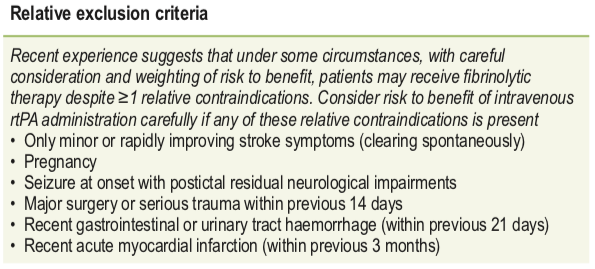 Relative exclusion criteria
Recent experience suggests that under some circumstances, with careful
consideration and weighting of risk to benefit, patients may receive fibrinolytic
therapy despite ≥1 relative contraindications. Consider risk to benefit of intravenous
rtPA administration carefully if any of these relative contraindications is present
• Only minor or rapidly improving stroke symptoms (clearing spontaneously)
• Pregnancy
• Seizure at onset with postictal residual neurological impairments
• Major surgery or serious trauma within previous 14 days
• Recent gastrointestinal or urinary tract haemorrhage (within previous 21 days)
• Recent acute myocardial infarction (within previous 3 months)